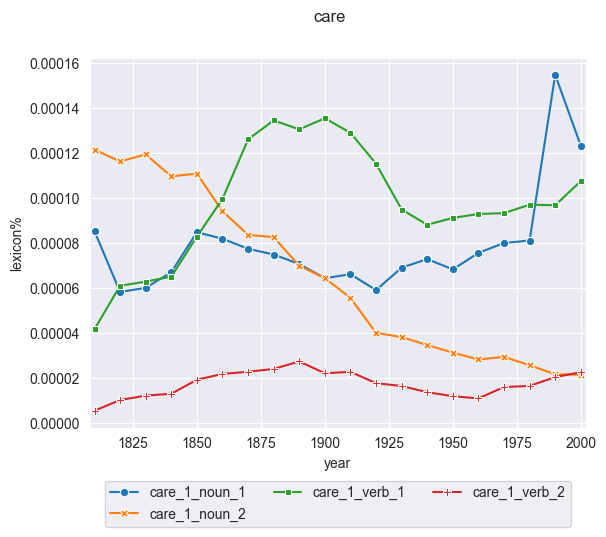 care
0.00016
0.00014
0.00012
0.00010
0.00008
0.00006
0.00004
0.00002
0.00000
lexicon%
1825 1850 1875 1900 1925 1950 1975 2000
year
care_1_noun_1 care_1_verb_1 care_1_verb_2
care_1_noun_2